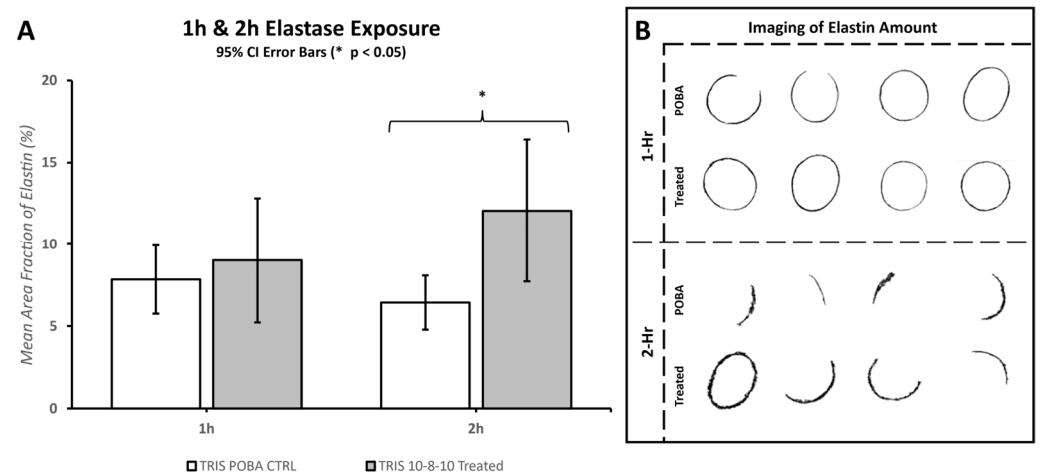 A
1h & 2h Elastase Exposure
95% CI Error Bars (* p < 0.05)
Mean Area Fraction of Elastin (%)
20
15
10
5
0
*
1h
2h
TRIS POBA CTRL
TRIS 10-8-10 Treated
B
Imaging of Elastin Amount
1-Hr
POBA
Treated
2-Hr
POBA
Treated